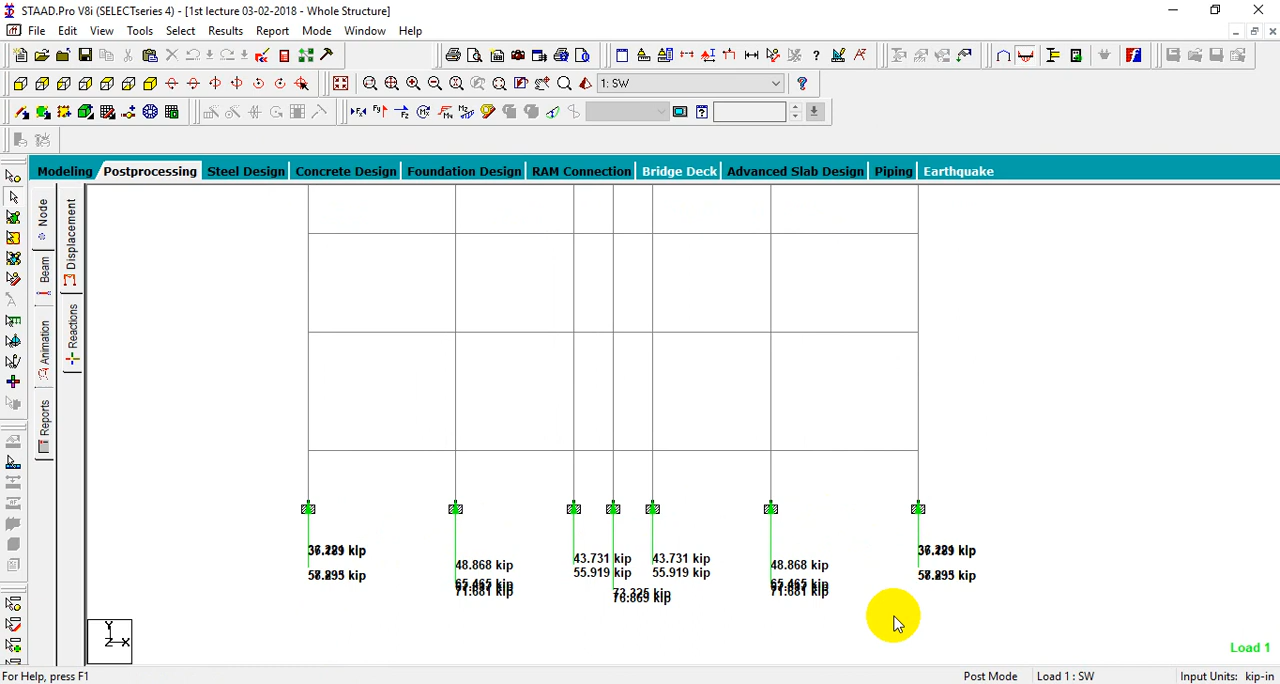 STAAD.Pro V8i (SELECTseries 4) - [1st lecture 03-02-2018 - Whole Structure]
File Edit View Tools Select Results Report Mode Window Help
1: SW
Modeling Postprocessing Steel Design Concrete Design Foundation Design RAM Connection Bridge Deck Advanced Slab Design Piping Earthquake
Node
Displacement
Beam
Reactions
Animation
Reports
43.731 kip 43.731 kip
48.868 kip 48.868 kip
55.919 kip 55.919 kip
Y
Z X
Load 1
For Help, press F1 Post Mode Load 1 : SW Input Units: kip-in